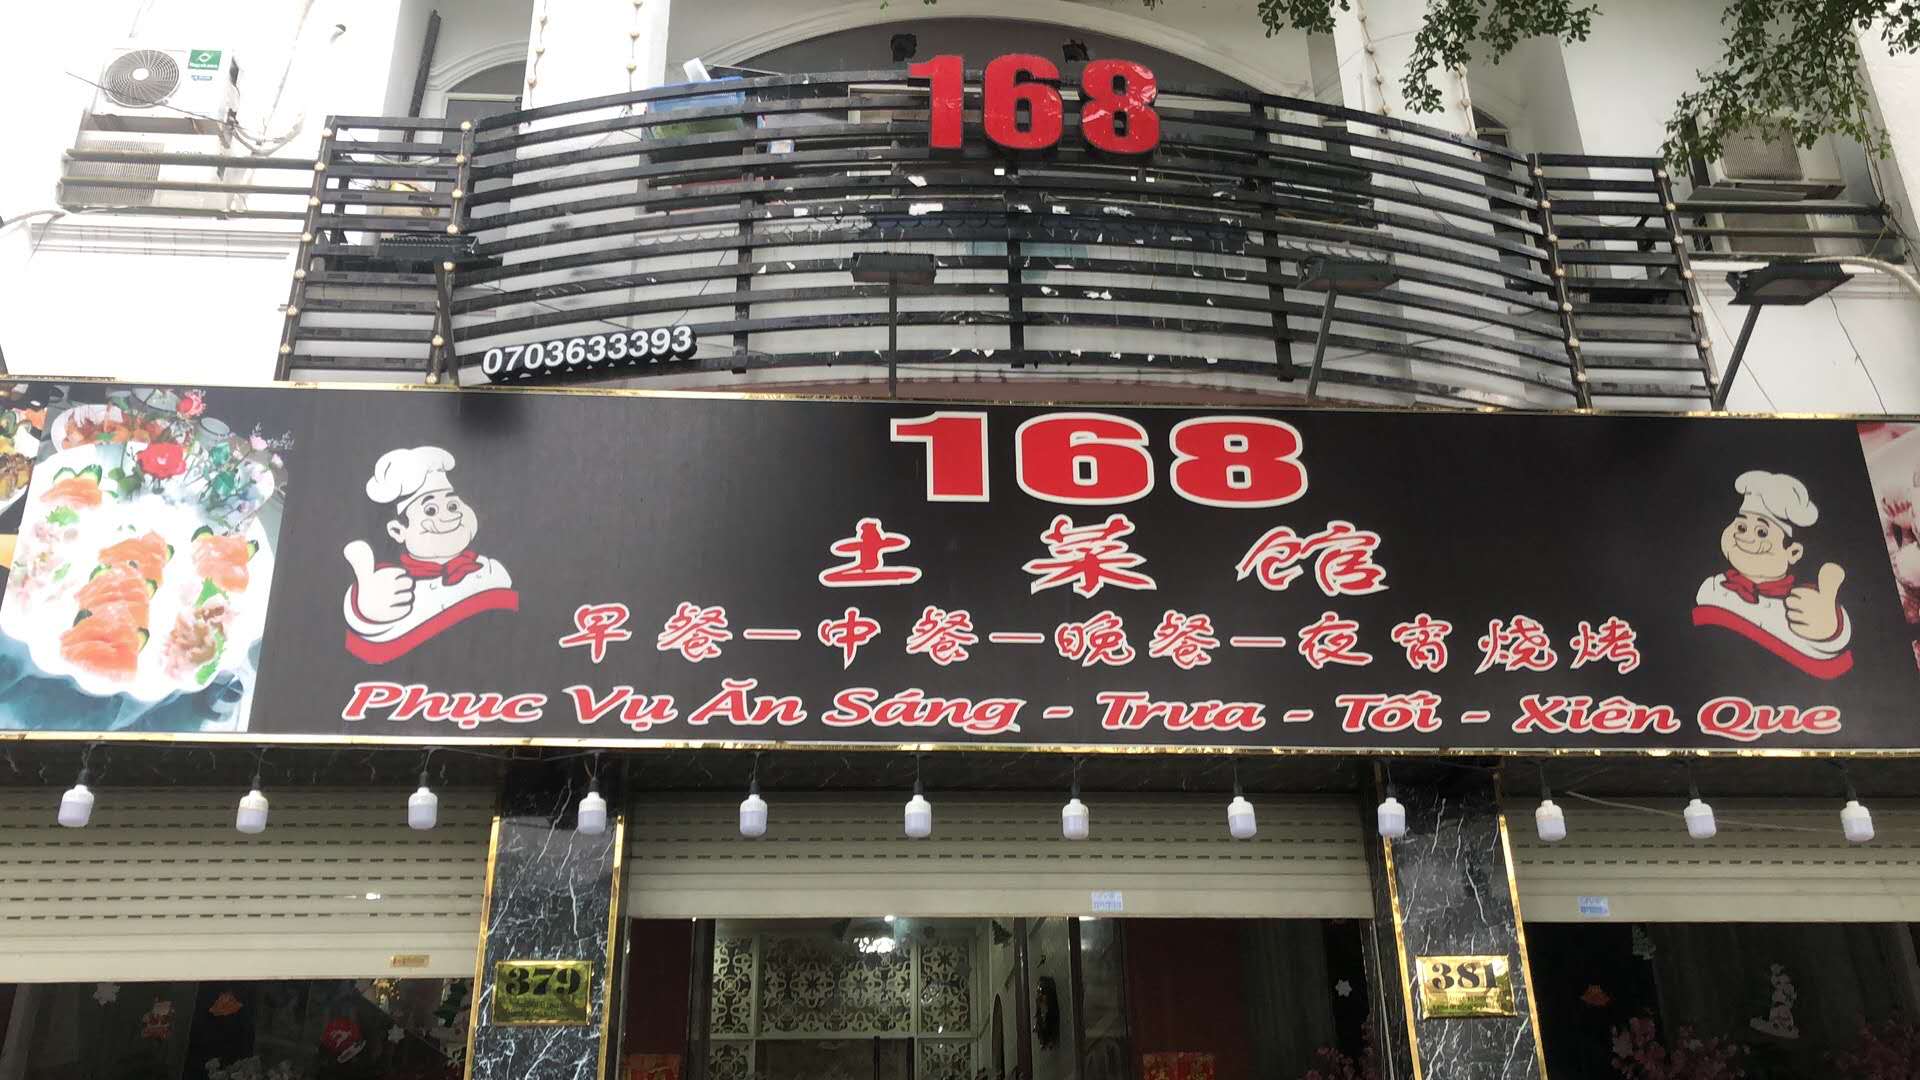 168
0703633393
168
土菜馆
早餐一中餐一晚餐一夜宵烧烤
Phục Vụ Ăn Sáng - Trưa - Tối - Xiên Que
379
381